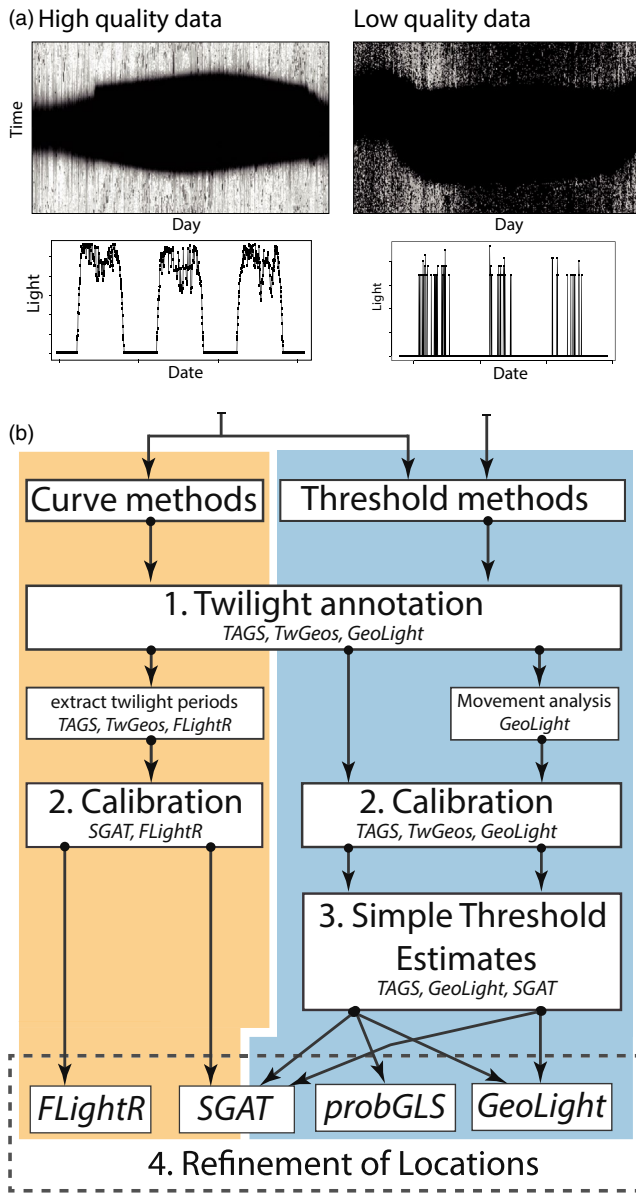 (a) High quality data
Low quality data
Time
Day
Day
Light
Date
Light
Date
(b)
Curve methods
Threshold methods
1. Twilight annotation
TAGS, TwGeos, GeoLight
extract twilight periods
TAGS, TwGeos, FLightR
Movement analysis
GeoLight
2. Calibration
SGAT, FLightR
2. Calibration
TAGS, TwGeos, GeoLight
3. Simple Threshold
Estimates
TAGS, GeoLight, SGAT
FLightR
SGAT
probGLS
GeoLight
4. Refinement of Locations